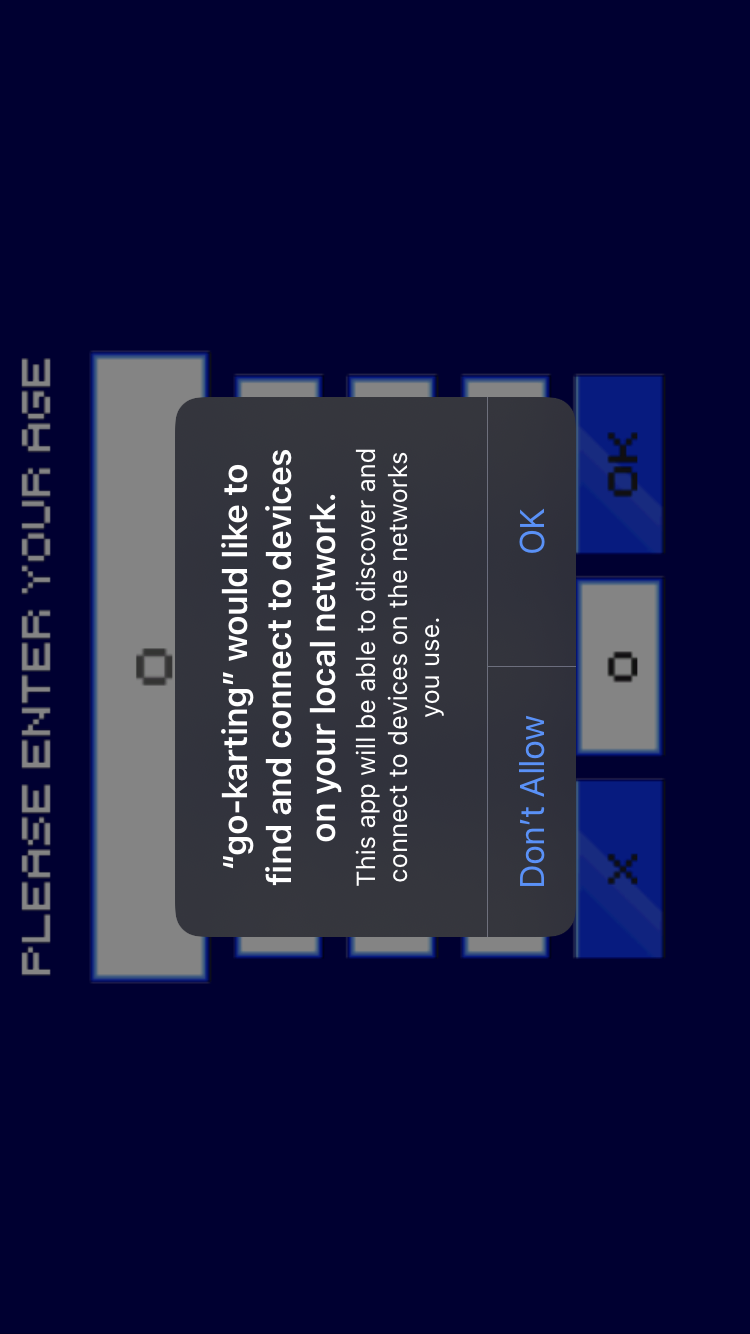 PLEASE ENTER YOUR AGE
0
"go-karting" would like to
find and connect to devices
on your local network.
This app will be able to discover and
connect to devices on the networks
you use.
Don't Allow
OK
X
0
OK